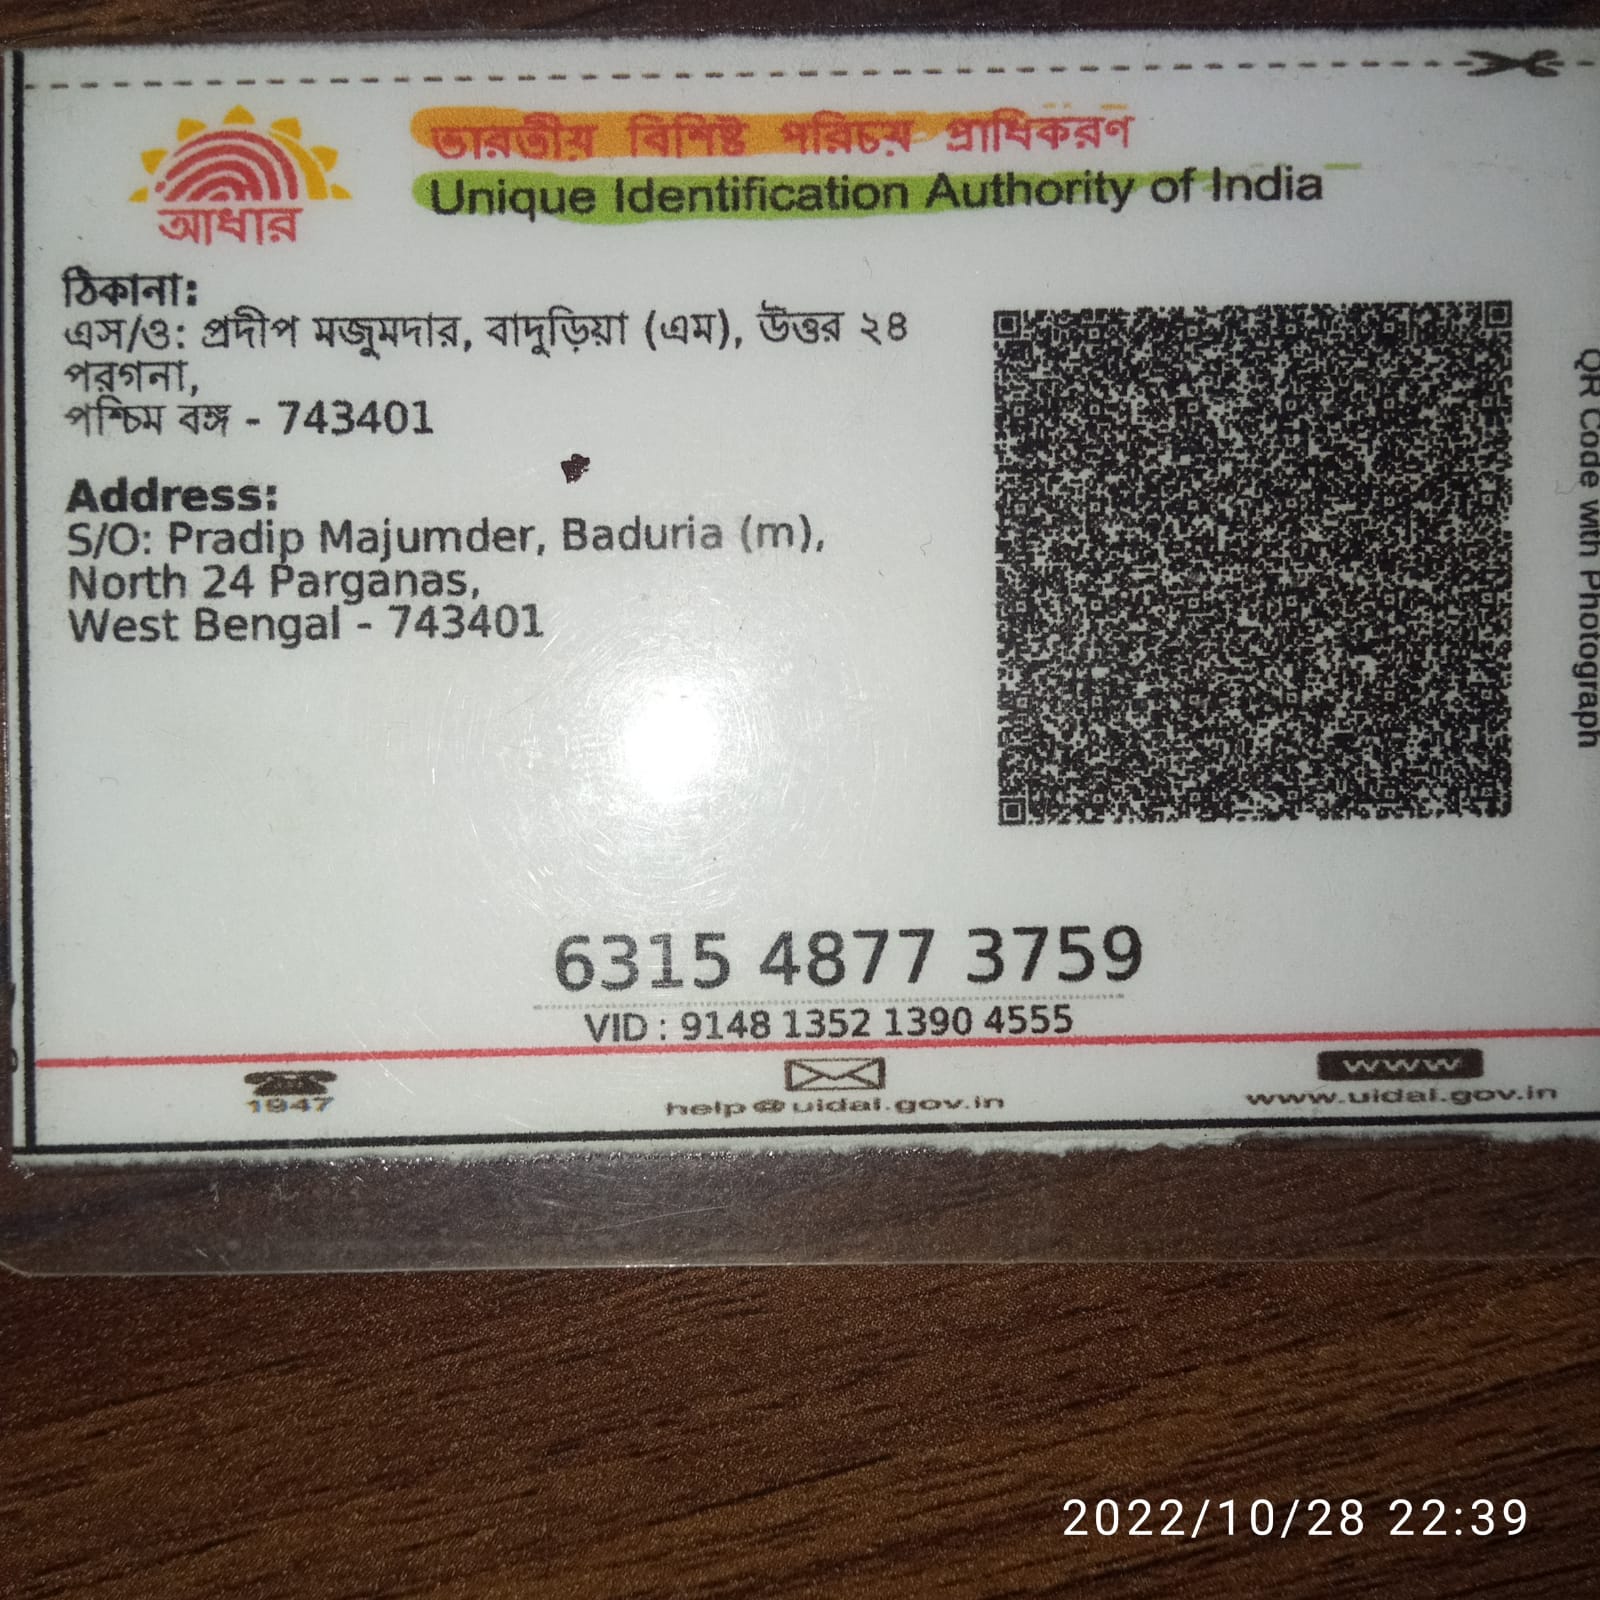 ভারতীয় বিশিষ্ট পরিচয় প্রাধিকরণ
Unique Identification Authority of India
আধার
ঠিকানা:
এস/ও: প্রদীপ মজুমদার, বাদুড়িয়া (এম), উত্তর ২৪
পরগনা,
পশ্চিম বঙ্গ - 743401
Address:
S/O: Pradip Majumder, Baduria (m),
North 24 Parganas,
West Bengal - 743401
QR Code with Photograph
6315 4877 3759
VID : 9148 1352 1390 4555
1947
help@uidai.gov.in
www
www.uidai.gov.in
2022/10/28 22:39